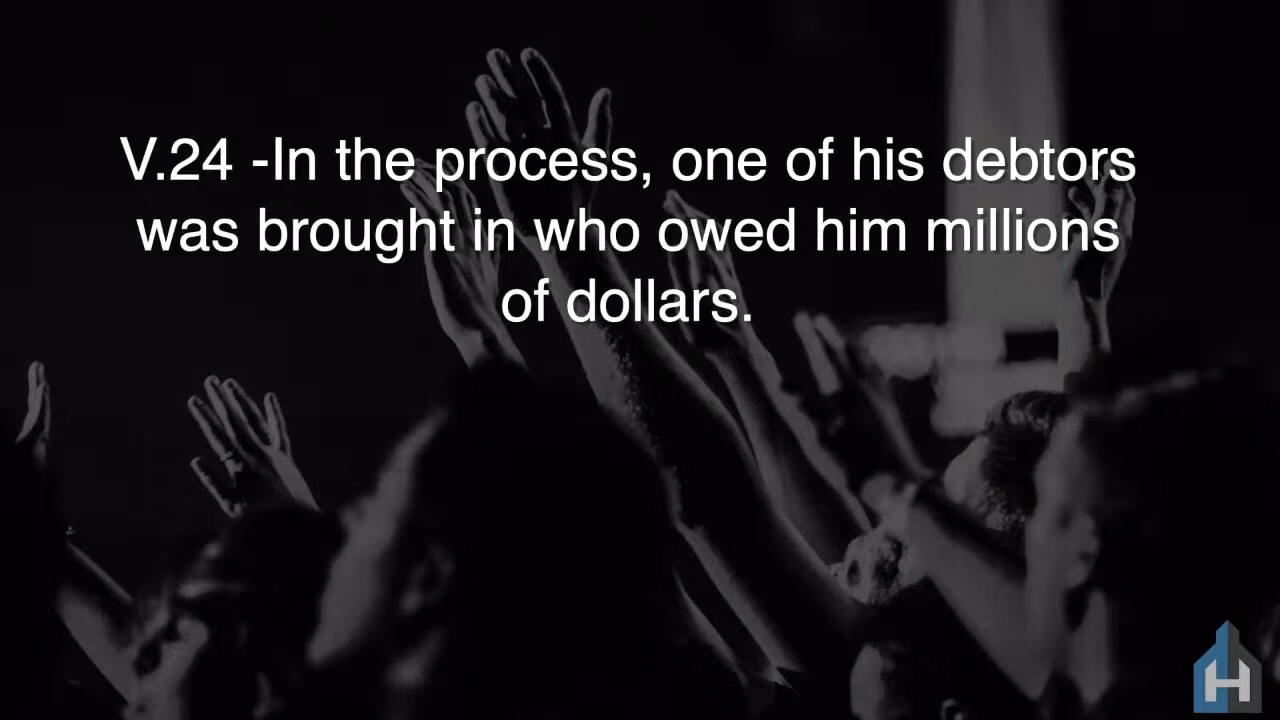 V.24 -In the process, one of his debtors
was brought in who owed him millions
of dollars.
H